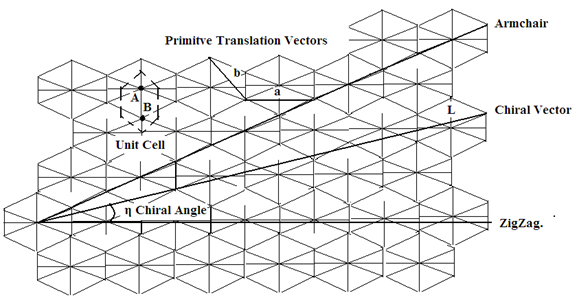 Armchair
Primitve Translation Vectors
b
a
A
B
L
Chiral Vector
Unit Cell
η Chiral Angle
ZigZag.